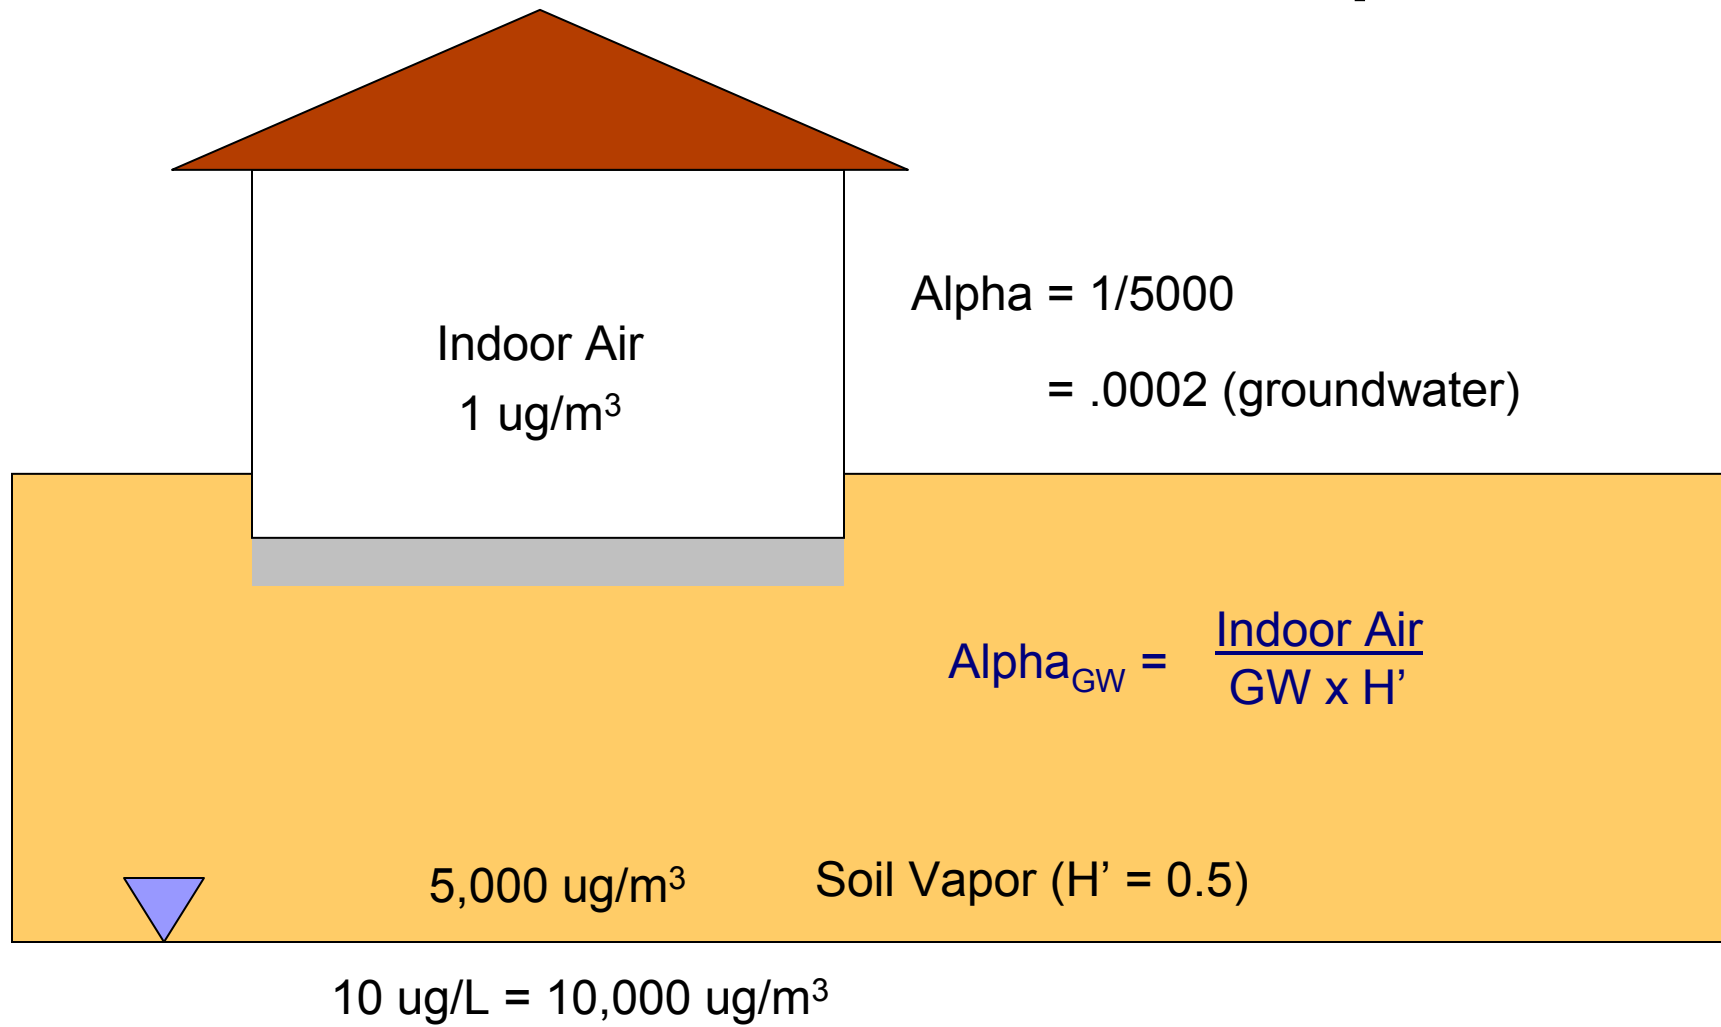 Alpha = 1/5000
= .0002 (groundwater)
Indoor Air
1 ug/m³
Alpha_GW = Indoor Air
GW x H’
5,000 ug/m³ Soil Vapor (H’ = 0.5)
10 ug/L = 10,000 ug/m³